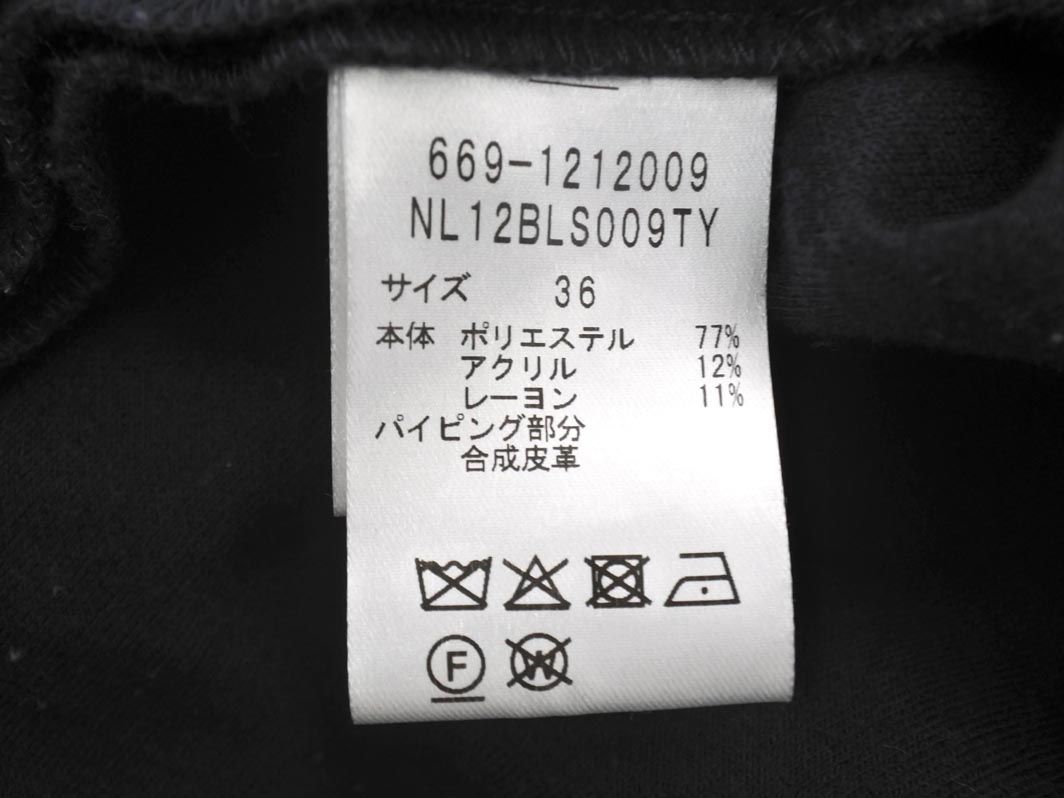 669-1212009
NL12BLS009TY
サイズ 36
本体 ポリエステル 77%
アクリル 12%
レーヨン 11%
パイピング部分
合成皮革
F W